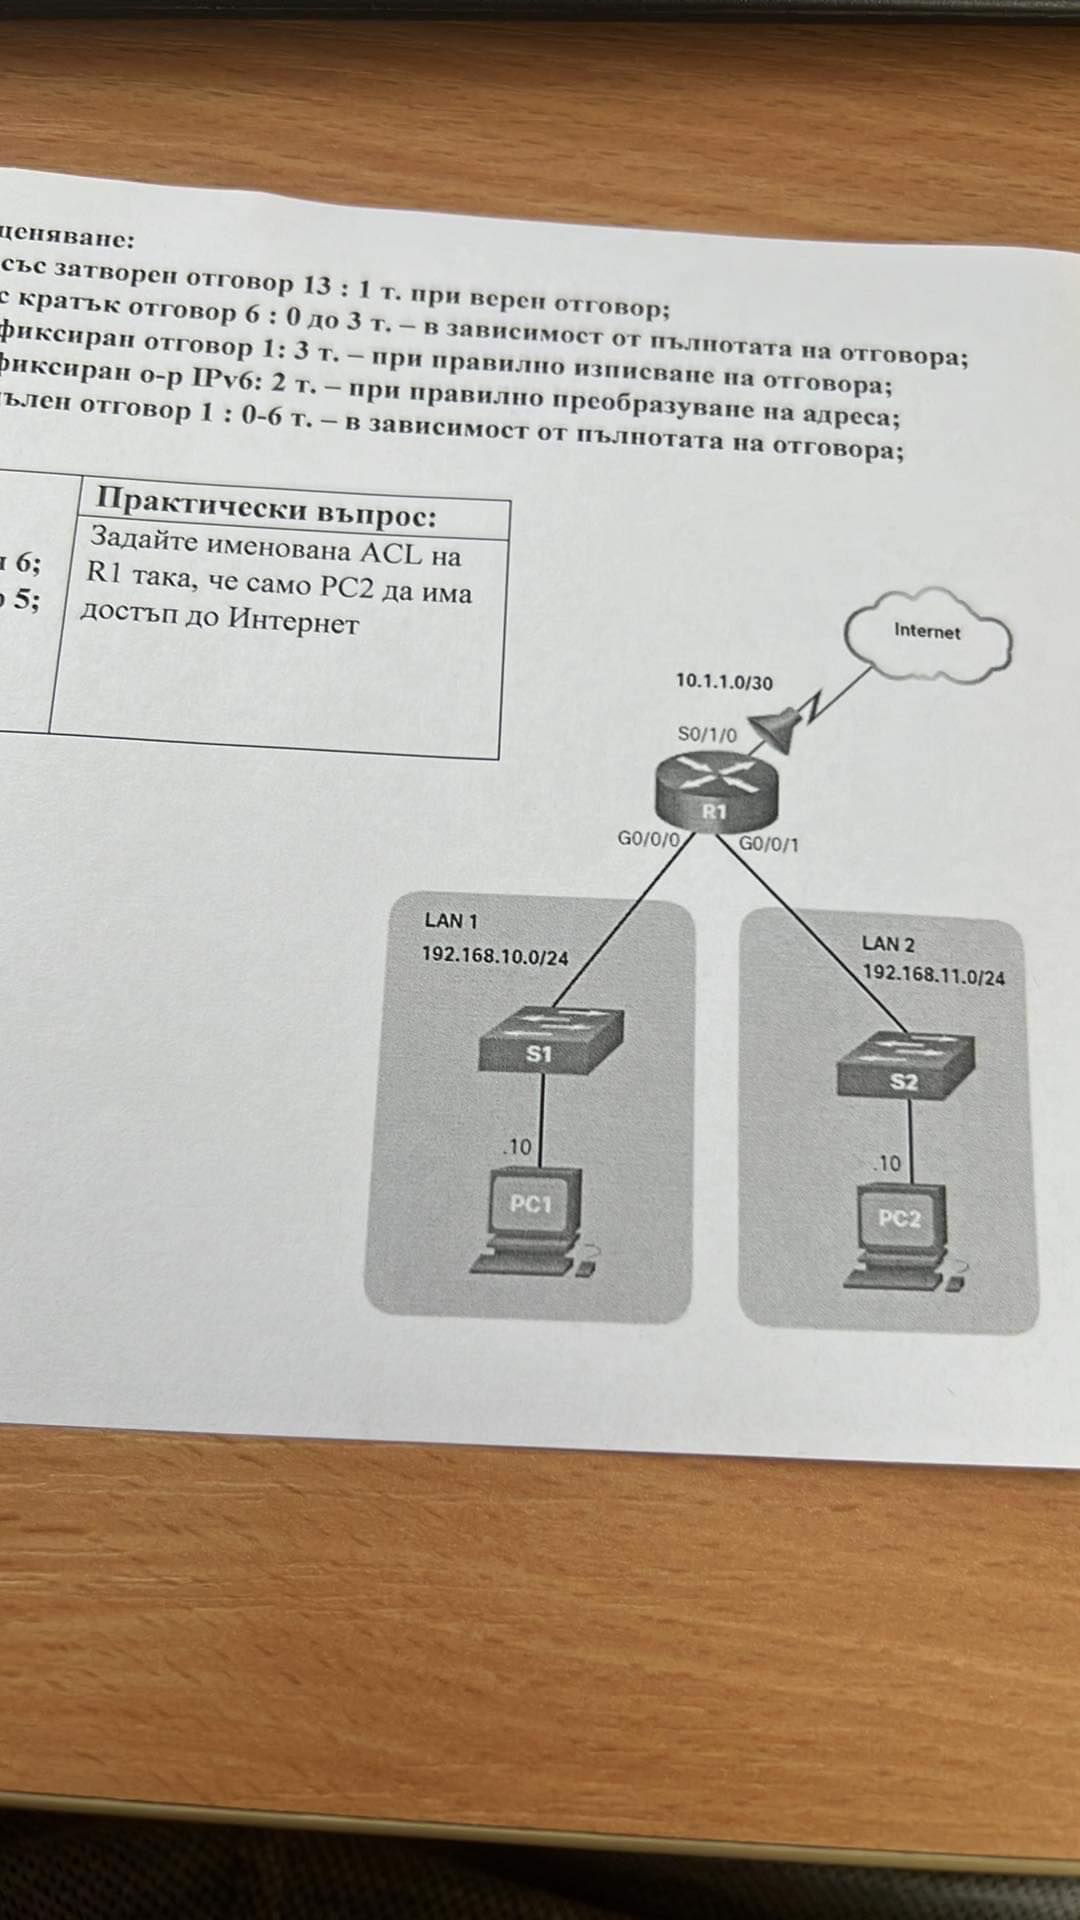 ценяване:
със затворен отговор 13 : 1 т. при верен отговор;
с кратък отговор 6 : 0 до 3 т. – в зависимост от пълнотата на отговора;
фиксиран отговор 1: 3 т. – при правилно изписване на отговора;
фиксиран о-р IPv6: 2 т. – при правилно преобразуване на адреса;
ълен отговор 1 : 0-6 т. – в зависимост от пълнотата на отговора;
Практически въпрос:
6;
5;
Задайте именована ACL на
R1 така, че само PC2 да има
достъп до Интернет
Internet
10.1.1.0/30
S0/1/0
R1
G0/0/0
G0/0/1
LAN 1
192.168.10.0/24
S1
.10
PC1
LAN 2
192.168.11.0/24
S2
.10
PC2